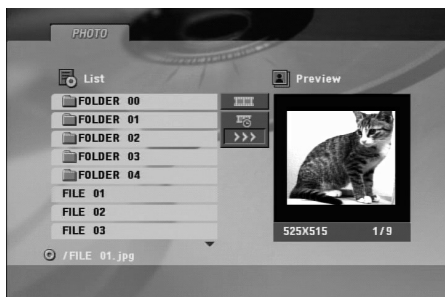 PHOTO
List
Preview
FOLDER 00
FOLDER 01
FOLDER 02
FOLDER 03
FOLDER 04
FILE 01
FILE 02
FILE 03
>>>
525X515 1/9
/FILE 01.jpg